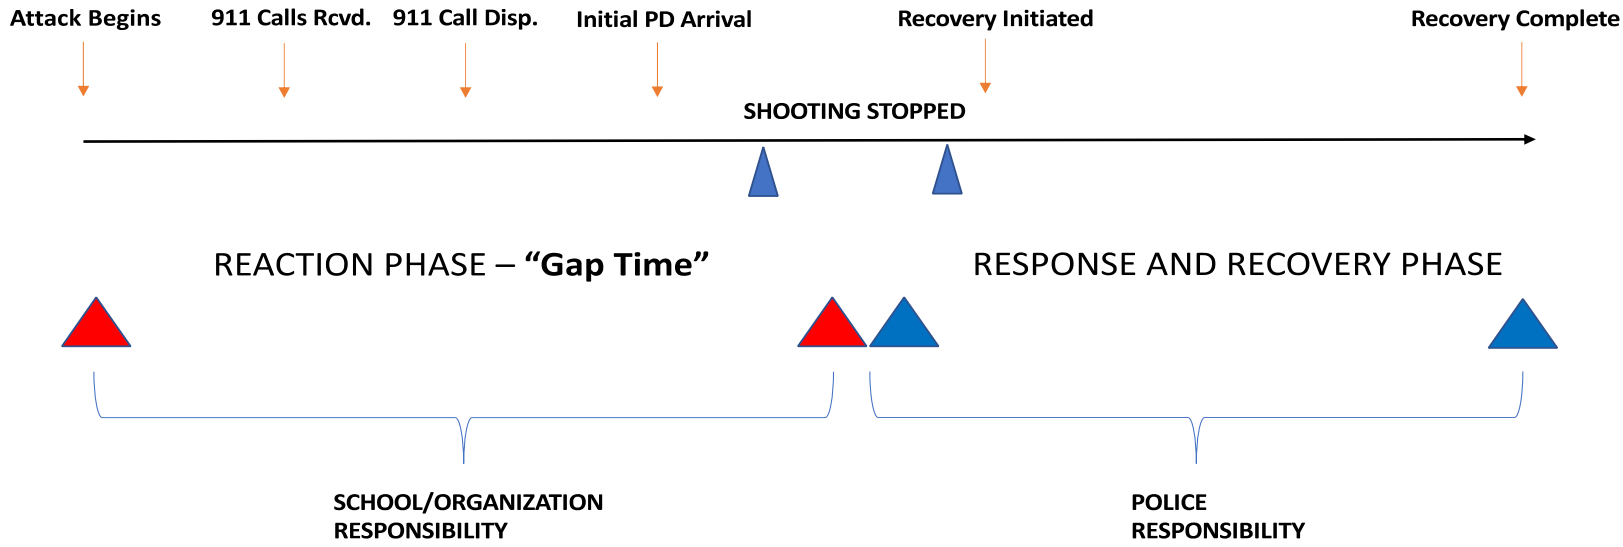 Attack Begins
911 Calls Rcvd.
911 Call Disp.
Initial PD Arrival
Recovery Initiated
Recovery Complete
SHOOTING STOPPED
REACTION PHASE – “Gap Time”
RESPONSE AND RECOVERY PHASE
SCHOOL/ORGANIZATION
RESPONSIBILITY
POLICE
RESPONSIBILITY